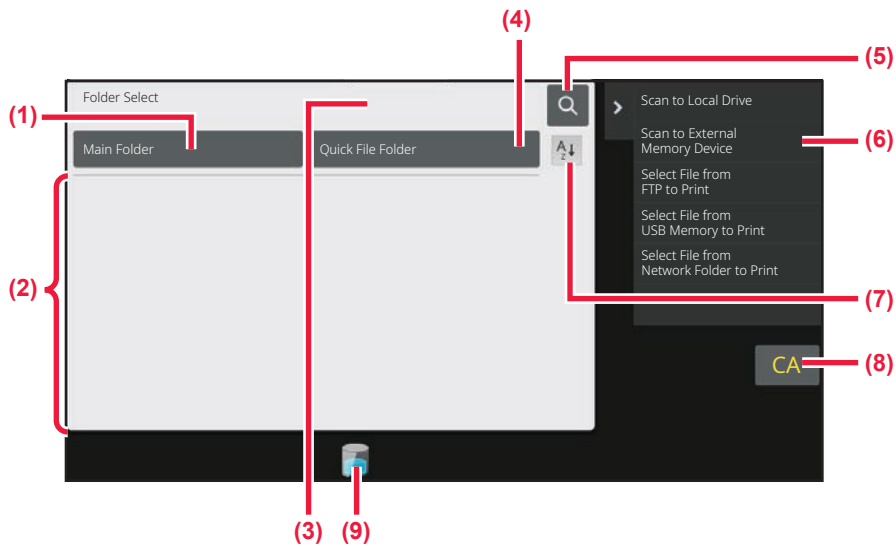 (4)
(5)
Folder Select
(1)
Scan to Local Drive
Main Folder
Quick File Folder
A
Z
Scan to External
Memory Device
(6)
Select File from
FTP to Print
Select File from
USB Memory to Print
Select File from
Network Folder to Print
(2)
(7)
CA
(8)
(3)
(9)